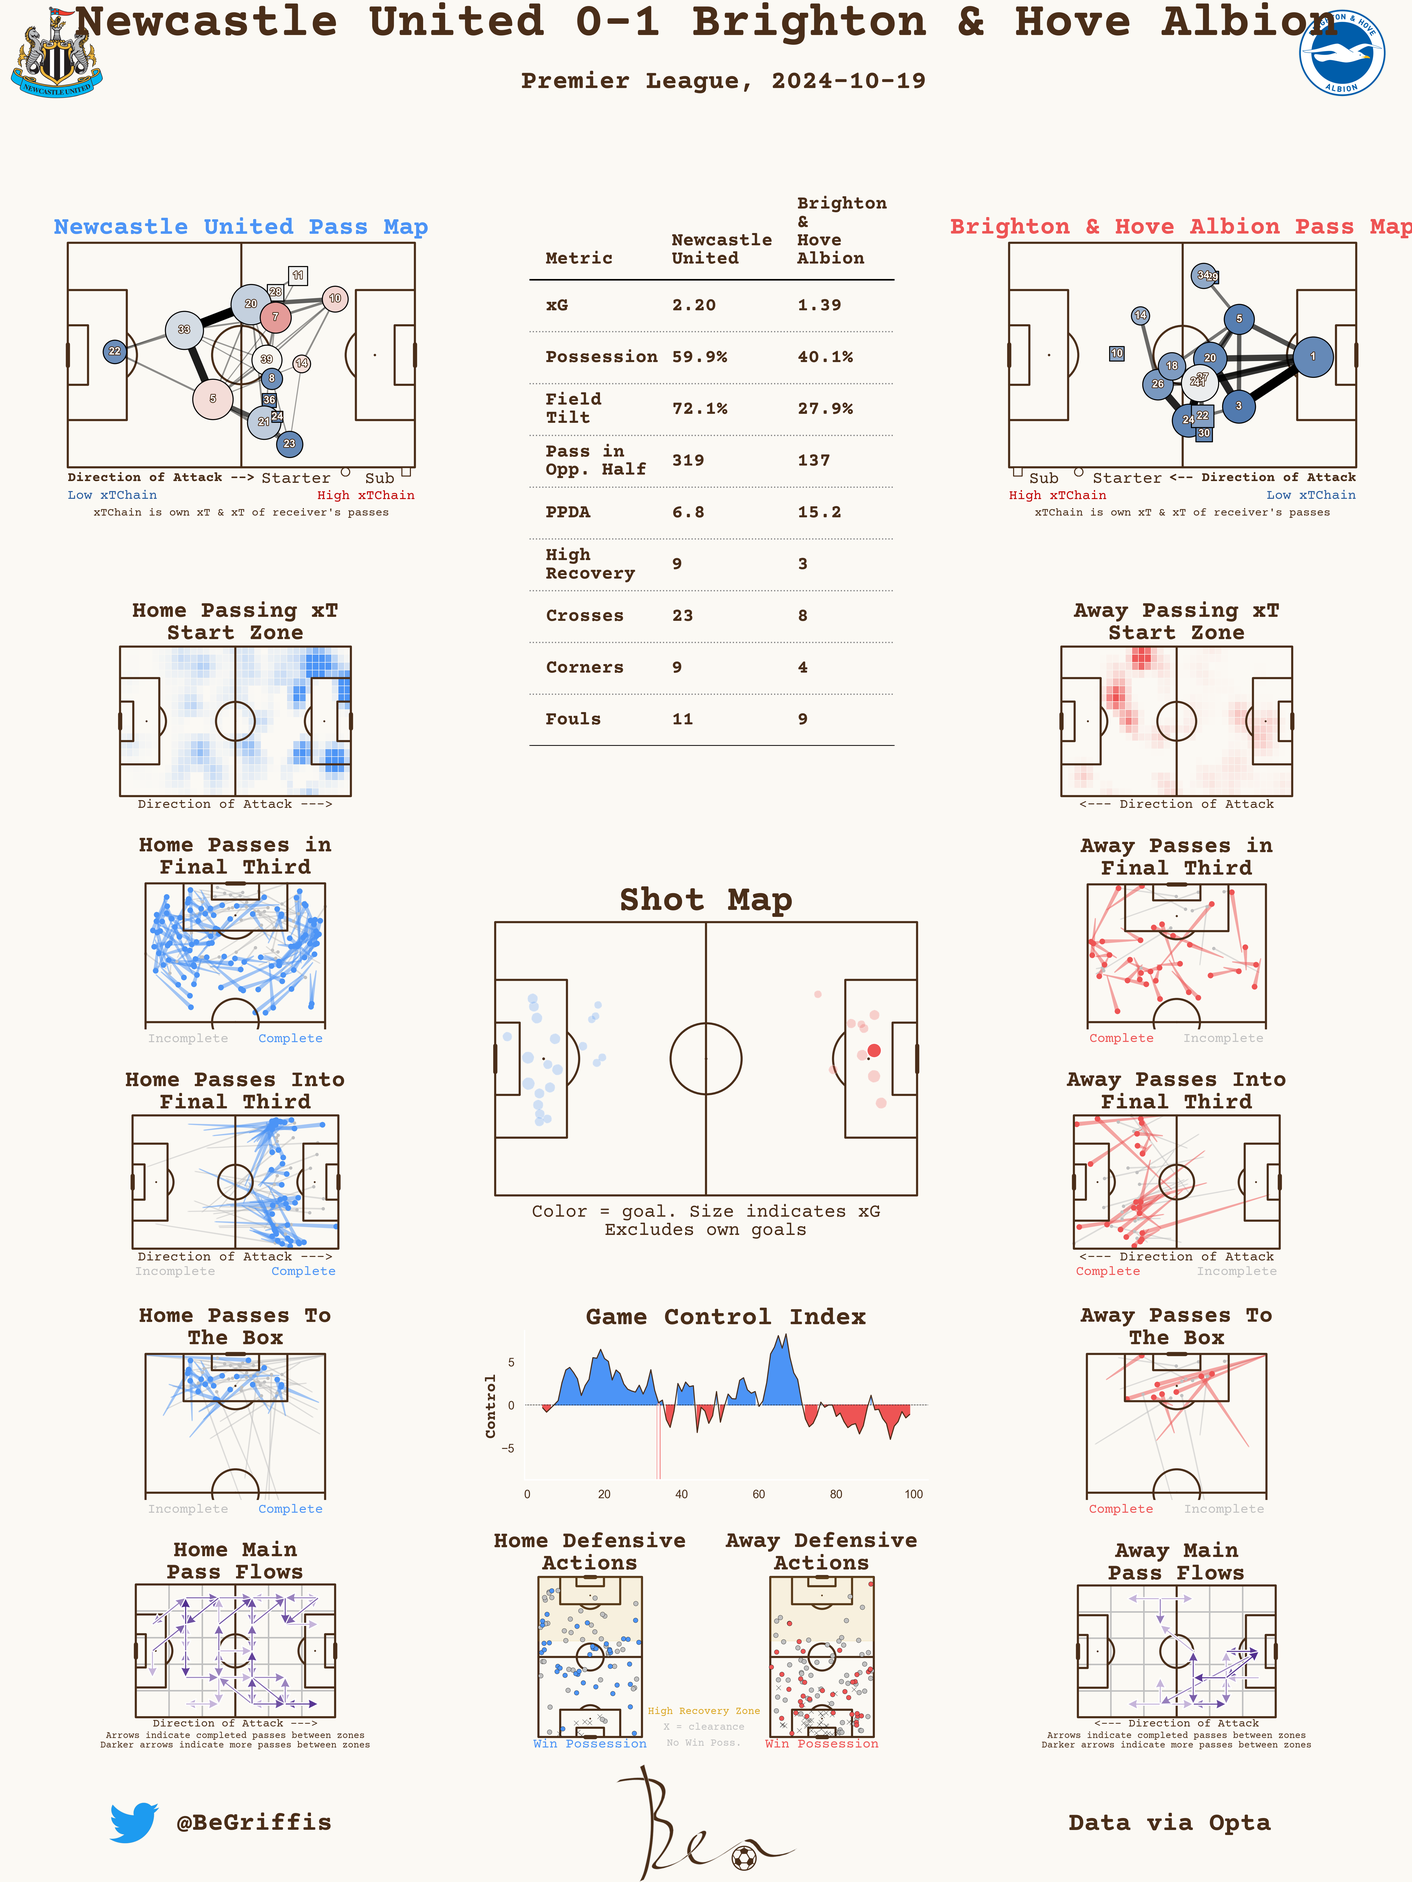 Newcastle United 0-1 Brighton & Hove Albion
NEWCASTLE UNITED
BRIGHTON & HOVE
ALBION
Premier League, 2024-10-19
Newcastle United Pass Map
11
28
20
10
7
33
22
39
14
8
5
36
24
21
23
Direction of Attack --> Starter Sub
Low xTChain High xTChain
xTChain is own xT & xT of receiver's passes
Metric Newcastle United Brighton & Hove Albion
xG 2.20 1.39
Possession 59.9% 40.1%
Field Tilt 72.1% 27.9%
Pass in Opp. Half 319 137
PPDA 6.8 15.2
High Recovery 9 3
Crosses 23 8
Corners 9 4
Fouls 11 9
Brighton & Hove Albion Pass Map
34
14
5
10
20
1
18
26
3
22
24
30
Sub Starter <-- Direction of Attack
High xTChain Low xTChain
xTChain is own xT & xT of receiver's passes
Home Passing xT
Start Zone
Direction of Attack --->
Away Passing xT
Start Zone
<--- Direction of Attack
Home Passes in
Final Third
Incomplete Complete
Away Passes in
Final Third
Complete Incomplete
Shot Map
Color = goal. Size indicates xG
Excludes own goals
Home Passes Into
Final Third
Direction of Attack --->
Incomplete Complete
Away Passes Into
Final Third
<--- Direction of Attack
Complete Incomplete
Home Passes To
The Box
Incomplete Complete
Game Control Index
Control
5
0
−5
0 20 40 60 80 100
Away Passes To
The Box
Complete Incomplete
Home Main
Pass Flows
Direction of Attack --->
Arrows indicate completed passes between zones
Darker arrows indicate more passes between zones
Home Defensive
Actions
Win Possession
Away Defensive
Actions
Win Possession
High Recovery Zone
X = clearance
No Win Poss.
Away Main
Pass Flows
<--- Direction of Attack
Arrows indicate completed passes between zones
Darker arrows indicate more passes between zones
@BeGriffis
Ben
Data via Opta